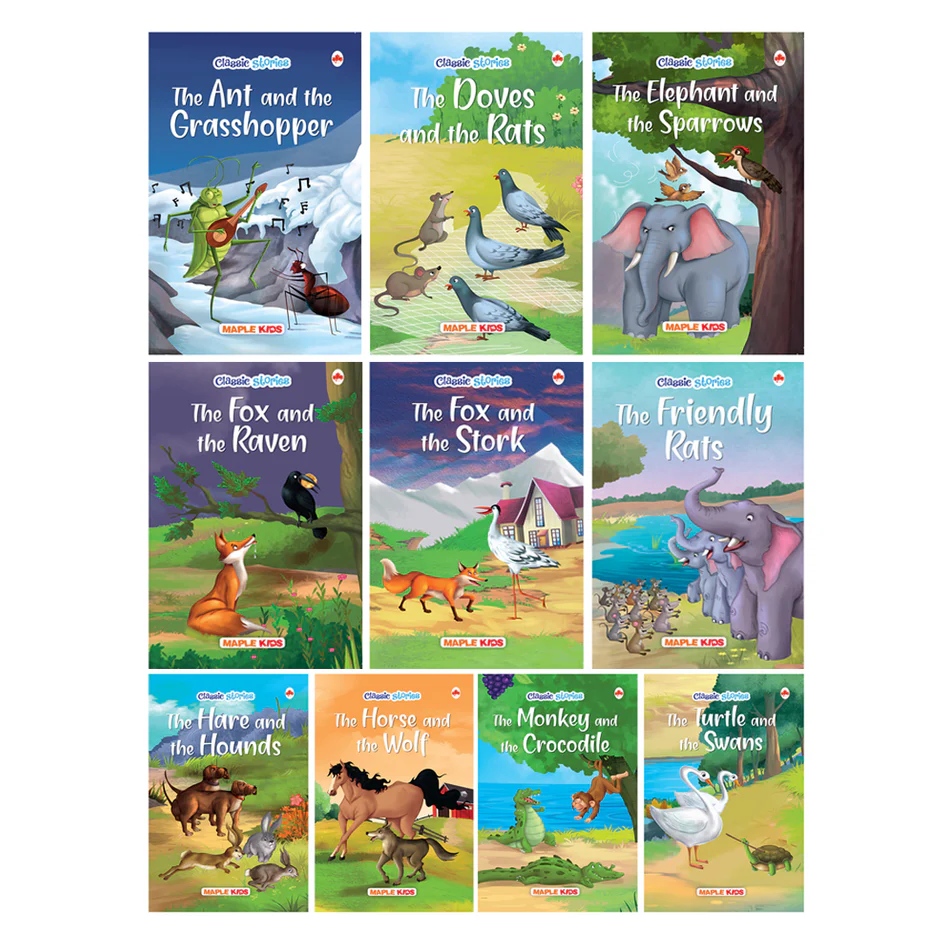 Classic Stories
The Ant and the
Grasshopper
MAPLE KIDS
Classic Stories
The Doves
and the Rats
MAPLE KIDS
Classic Stories
The Elephant and
the Sparrows
MAPLE KIDS
Classic Stories
The Fox and
the Raven
MAPLE KIDS
Classic Stories
The Fox and
the Stork
MAPLE KIDS
Classic Stories
The Friendly
Rats
MAPLE KIDS
Classic Stories
The Hare and
the Hounds
MAPLE KIDS
Classic Stories
The Horse and
the Wolf
MAPLE KIDS
Classic Stories
The Monkey and
the Crocodile
MAPLE KIDS
Classic Stories
The Turtle and
the Swans
MAPLE KIDS